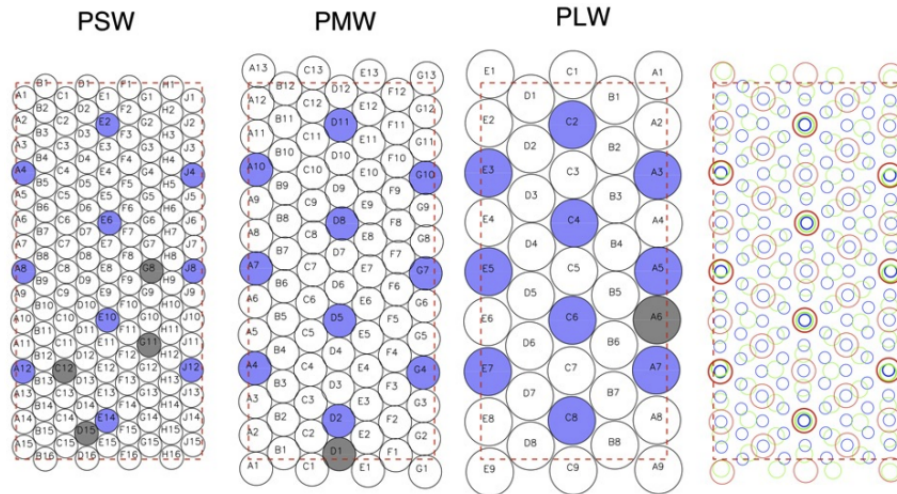 PSW
PMW
PLW
B1 D1 F1 H1
A1 C1 E1 G1 J1
B2 D2 F2 H2
A2 C2 E2 G2 J2
B3 D3 F3 H3
A3 C3 E3 G3 J3
B4 D4 F4 H4
A4 C4 E4 G4 J4
B5 D5 F5 H5
A5 C5 E5 G5 J5
B6 D6 F6 H6
A6 C6 E6 G6 J6
B7 D7 F7 H7
A7 C7 E7 G7 J7
B8 D8 F8 H8
A8 C8 E8 G8 J8
B9 D9 F9 H9
A9 C9 E9 G9 J9
B10 D10 F10 H10
A10 C10 E10 G10 J10
B11 D11 F11 H11
A11 C11 E11 G11 J11
B12 D12 F12 H12
A12 C12 E12 G12 J12
B13 D13 F13 H13
A13 C13 E13 G13 J13
B14 D14 F14 H14
A14 C14 E14 G14 J14
B15 D15 F15 H15
A15 C15 E15 G15 J15
B16 D16 F16 H16
A13 C13 E13 G13
B12 D12 F12
A12 C12 E12 G12
B11 D11 F11
A11 C11 E11 G11
B10 D10 F10
A10 C10 E10 G10
B9 D9 F9
A9 C9 E9 G9
B8 D8 F8
A8 C8 E8 G8
B7 D7 F7
A7 C7 E7 G7
B6 D6 F6
A6 C6 E6 G6
B5 D5 F5
A5 C5 E5 G5
B4 D4 F4
A4 C4 E4 G4
B3 D3 F3
A3 C3 E3 G3
B2 D2 F2
A2 C2 E2 G2
B1 D1 F1
A1 C1 E1 G1
E1 C1 A1
D1 B1
E2 C2 A2
D2 B2
E3 C3 A3
D3 B3
E4 C4 A4
D4 B4
E5 C5 A5
D5 B5
E6 C6 A6
D6 B6
E7 C7 A7
D7 B7
E8 C8 A8
D8 B8
E9 C9 A9